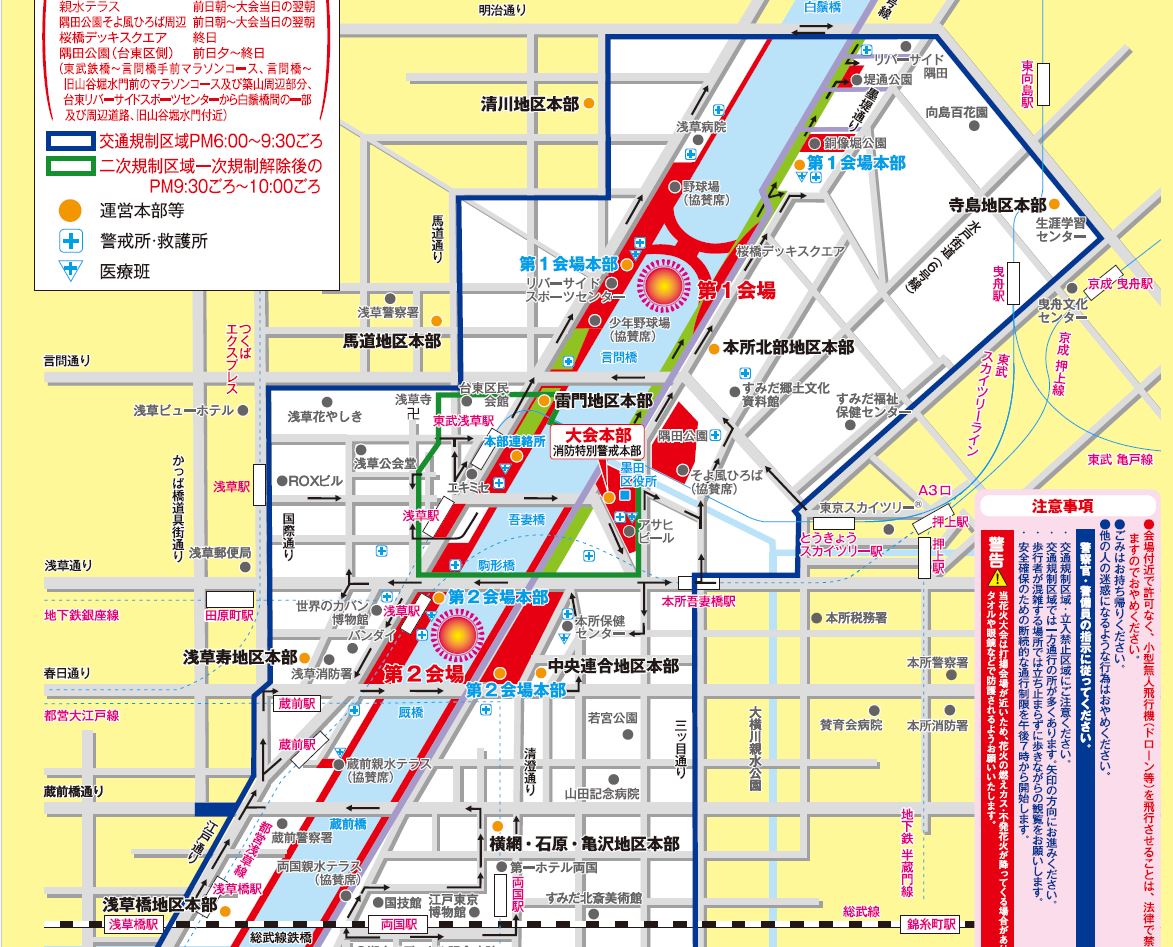 親水テラス 前日朝～大会当日の翌朝
隅田公園そよ風ひろば周辺 前日朝～大会当日の翌朝
桜橋デッキスクエア 終日
隅田公園(台東区側) 前日夕～終日
(東武鉄橋～言問橋手前マラソンコース、言問橋～
旧山谷堀水門前のマラソンコース及び築山周辺部分、
台東リバーサイドスポーツセンターから白鬚橋間の一部
及び周辺道路、旧山谷堀水門付近)
交通規制区域PM6:00～9:30ごろ
二次規制区域一次規制解除後の
PM9:30ごろ～10:00ごろ
運営本部等
警戒所・救護所
医療班
明治通り
白鬚橋
号線
リバーサイド
隅田
堤通公園
墨堤通り
東向島駅
向島百花園
清川地区本部
浅草病院
銅像堀公園
第1会場本部
野球場
(協賛席)
寺島地区本部
生涯学習
センター
馬道通り
水戸街道(6号線)
桜橋デッキスクエア
第1会場本部
リバーサイド
スポーツセンター
第1会場
曳舟駅
京成 曳舟駅
曳舟文化
センター
浅草警察署
馬道地区本部
少年野球場
(協賛席)
つくば
エクスプレス
言問通り
言問橋
本所北部地区本部
京成 押上線
東武
スカイツリーライン
すみだ郷土文化
資料館
すみだ福祉
保健センター
浅草ビューホテル
浅草花やしき
浅草寺
台東区民
会館
雷門地区本部
東武浅草駅
本部連絡所
大会本部
消防特別警戒本部
隅田公園
東武 亀戸線
浅草公会堂
かっぱ橋道具街通り
浅草駅
ROXビル
エキミセ
墨田
区役所
そよ風ひろば
(協賛席)
国際通り
浅草駅
吾妻橋
アサヒ
ビール
東京スカイツリー®
A3口
押上駅
とうきょう
スカイツリー駅
押上駅
浅草郵便局
浅草通り
駒形橋
地下鉄銀座線
田原町駅
世界のカバン
博物館
浅草駅
第2会場本部
本所吾妻橋駅
バンダイ
本所保健
センター
本所税務署
浅草寿地区本部
浅草消防署
第2会場
中央連合地区本部
第2会場本部
本所警察署
春日通り
都営大江戸線
蔵前駅
厩橋
若宮公園
賛育会病院
本所消防署
三ッ目通り
大横川親水公園
蔵前駅
清澄通り
蔵前親水テラス
(協賛席)
山田記念病院
蔵前橋通り
江戸通り
都営浅草線
蔵前橋
蔵前警察署
横網・石原・亀沢地区本部
地下鉄 半蔵門線
両国親水テラス
(協賛席)
第一ホテル両国
浅草橋駅
浅草橋地区本部
国技館
江戸東京
博物館
両国駅
すみだ北斎美術館
浅草橋駅
総武線鉄橋
両国駅
総武線
錦糸町駅
注意事項
●会場付近で許可なく、小型無人飛行機(ドローン等)を飛行させることは、法律で禁
ますのでおやめください。
●ごみはお持ち帰りください。
●他の人の迷惑になるような行為はおやめください。
警察官・警備員の指示に従ってください。
・交通規制区域・立入禁止区域にご注意ください。
・交通規制区域では一方通行の所が多くあります。矢印の方向にお進みください。
・歩行者が混雑する場所では立ち止まらずに歩きながらの観覧をお願いします。
・安全確保のための断続的な通行制限を午後7時から開始します。
警告 当花火大会は打揚会場が近いため、花火の燃えカス・不発花火が降ってくる場合があり
タオルや眼鏡などで防護されるようお願いいたします。